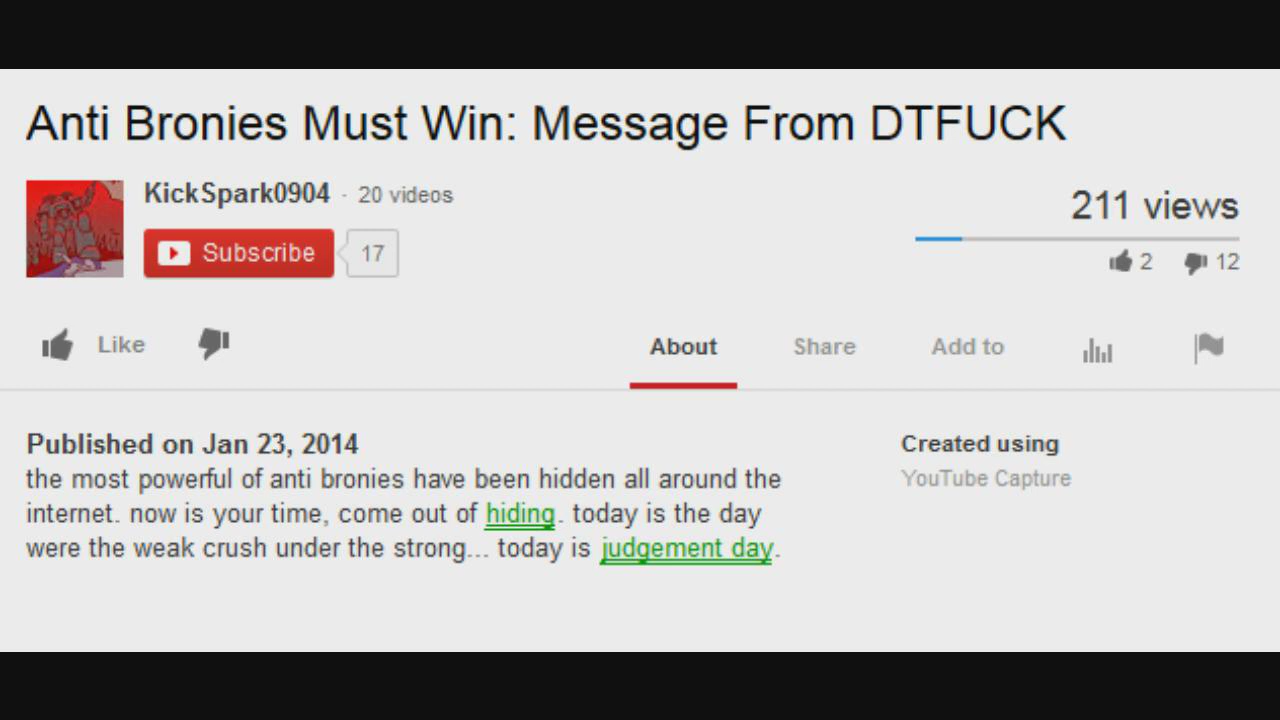 Anti Bronies Must Win: Message From DTFUCK
KickSpark0904 · 20 videos
Subscribe 17
211 views
2 12
Like
About Share Add to
Published on Jan 23, 2014
the most powerful of anti bronies have been hidden all around the
internet. now is your time, come out of hiding. today is the day
were the weak crush under the strong... today is judgement day.
Created using
YouTube Capture